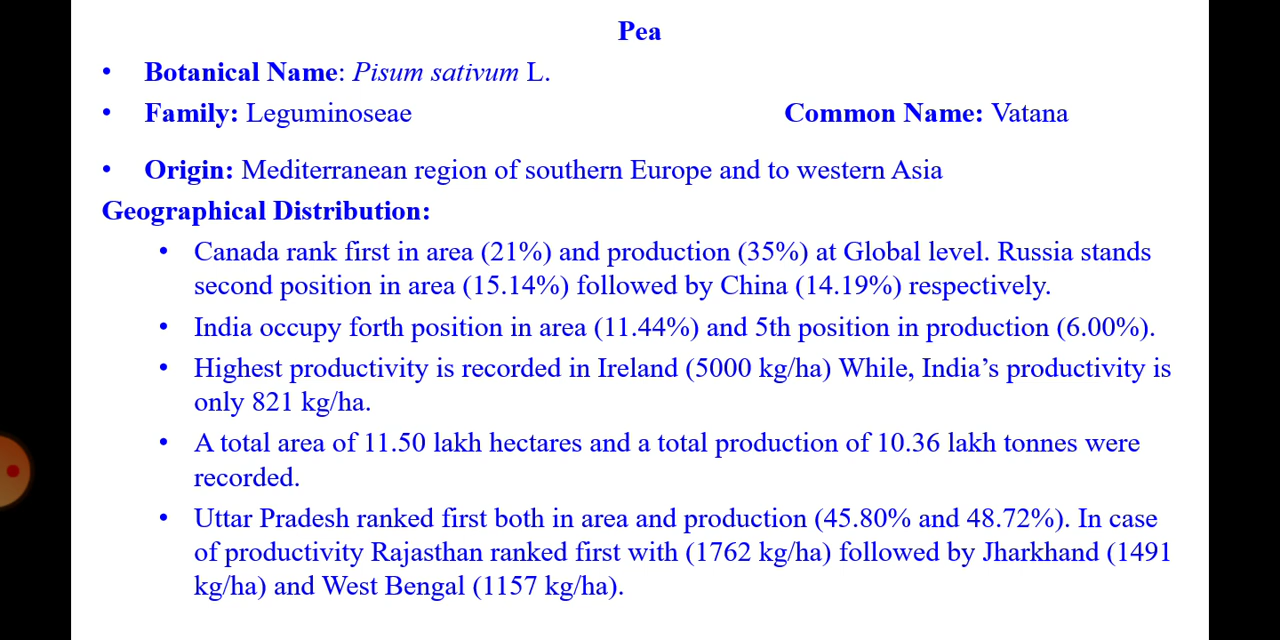 Pea
• Botanical Name: Pisum sativum L.
• Family: Leguminoseae Common Name: Vatana
• Origin: Mediterranean region of southern Europe and to western Asia
Geographical Distribution:
• Canada rank first in area (21%) and production (35%) at Global level. Russia stands
second position in area (15.14%) followed by China (14.19%) respectively.
• India occupy forth position in area (11.44%) and 5th position in production (6.00%).
• Highest productivity is recorded in Ireland (5000 kg/ha) While, India’s productivity is
only 821 kg/ha.
• A total area of 11.50 lakh hectares and a total production of 10.36 lakh tonnes were
recorded.
• Uttar Pradesh ranked first both in area and production (45.80% and 48.72%). In case
of productivity Rajasthan ranked first with (1762 kg/ha) followed by Jharkhand (1491
kg/ha) and West Bengal (1157 kg/ha).